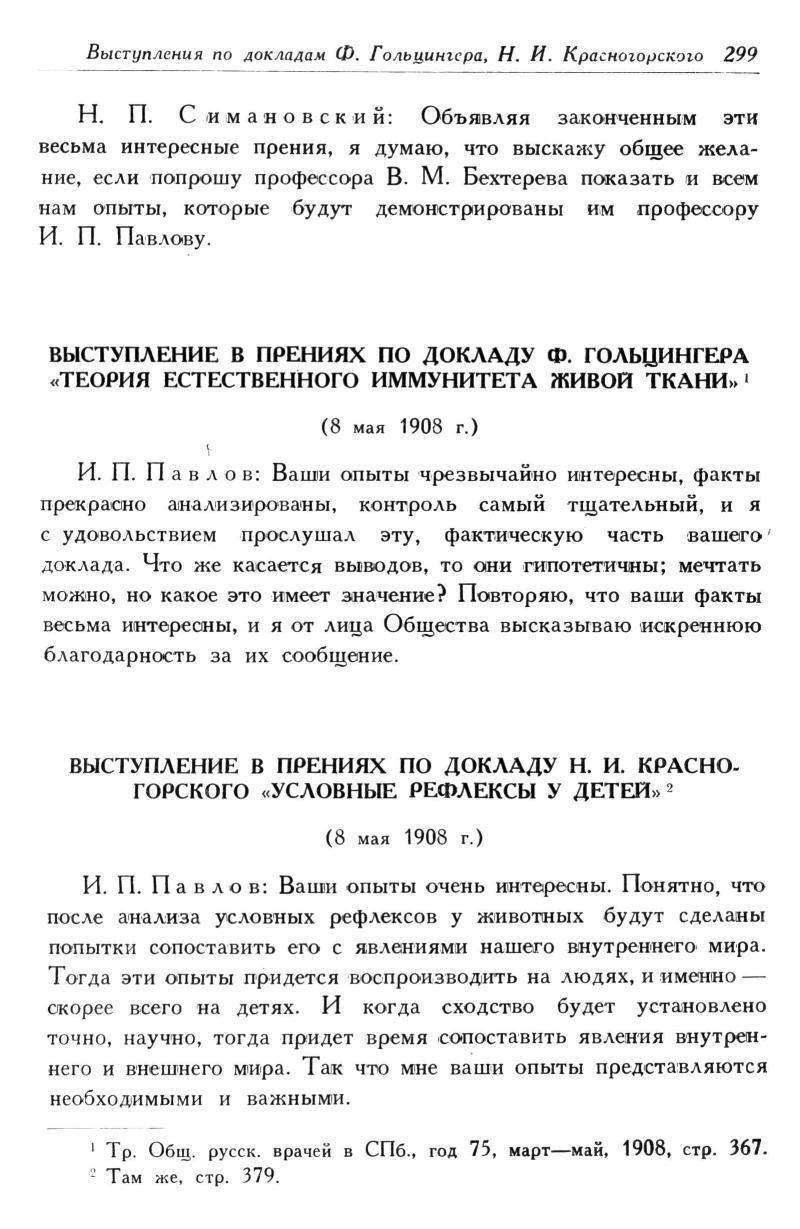 Выступления по докладам Ф. Гольцингера, Н. И. Красногорского 299
Н. П. Симановский: Объявляя законченным эти
весьма интересные прения, я думаю, что выскажу общее жела-
ние, если попрошу профессора В. М. Бехтерева показать и всем
нам опыты, которые будут демонстрированы им профессору
И. П. Павлову.
ВЫСТУПЛЕНИЕ В ПРЕНИЯХ ПО ДОКЛАДУ Ф. ГОЛЬЦИНГЕРА
«ТЕОРИЯ ЕСТЕСТВЕННОГО ИММУНИТЕТА ЖИВОЙ ТКАНИ» ¹
(8 мая 1908 г.)
И. П. Павлов: Ваши опыты чрезвычайно интересны, факты
прекрасно анализированы, контроль самый тщательный, и я
с удовольствием прослушал эту, фактическую часть вашего
доклада. Что же касается выводов, то они гипотетичны; мечтать
можно, но какое это имеет значение? Повторяю, что ваши факты
весьма интересны, и я от лица Общества высказываю искреннюю
благодарность за их сообщение.
ВЫСТУПЛЕНИЕ В ПРЕНИЯХ ПО ДОКЛАДУ Н. И. КРАСНО-
ГОРСКОГО «УСЛОВНЫЕ РЕФЛЕКСЫ У ДЕТЕЙ» ²
(8 мая 1908 г.)
И. П. Павлов: Ваши опыты очень интересны. Понятно, что
после анализа условных рефлексов у животных будут сделаны
попытки сопоставить его с явлениями нашего внутреннего мира.
Тогда эти опыты придется воспроизводить на людях, и именно —
скорее всего на детях. И когда сходство будет установлено
точно, научно, тогда придет время сопоставить явления внутрен-
него и внешнего мира. Так что мне ваши опыты представляются
необходимыми и важными.
¹ Тр. Общ. русск. врачей в СПб., год 75, март—май, 1908, стр. 367.
² Там же, стр. 379.